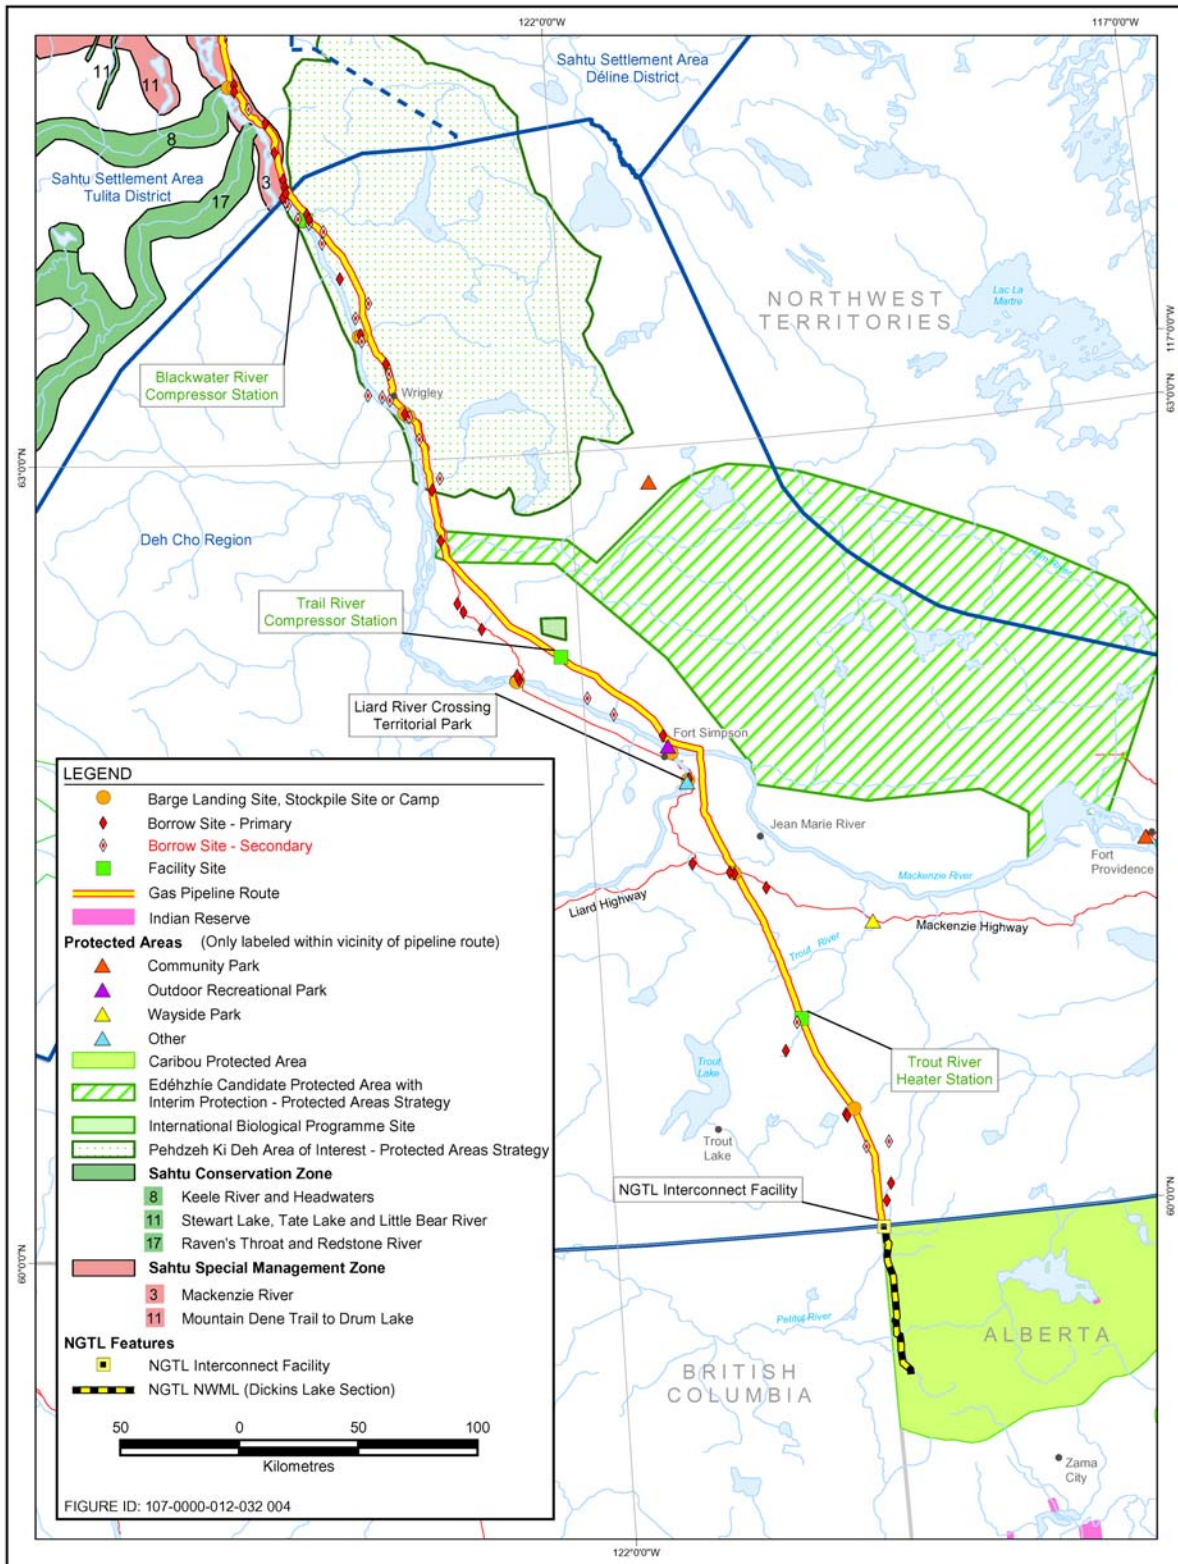 122°0'0"W
117°0'0"W
Sahtu Settlement Area
Déline District
11
11
8
Sahtu Settlement Area
Tulita District
3
17
NORTHWEST
TERRITORIES
Lac La
Martre
117°0'0"W
63°0'0"N
Blackwater River
Compressor Station
Wrigley
63°0'0"N
Deh Cho Region
Horn River
Trail River
Compressor Station
Liard River Crossing
Territorial Park
Fort Simpson
Jean Marie River
Fort
Providence
Mackenzie River
Liard Highway
Mackenzie Highway
Trout River
Trout
Lake
Trout River
Heater Station
Trout
Lake
NGTL Interconnect Facility
60°0'0"N
60°0'0"N
Petitot River
ALBERTA
BRITISH
COLUMBIA
Zama
City
122°0'0"W
LEGEND
Barge Landing Site, Stockpile Site or Camp
Borrow Site - Primary
Borrow Site - Secondary
Facility Site
Gas Pipeline Route
Indian Reserve
Protected Areas (Only labeled within vicinity of pipeline route)
Community Park
Outdoor Recreational Park
Wayside Park
Other
Caribou Protected Area
Edéhzhíe Candidate Protected Area with
Interim Protection - Protected Areas Strategy
International Biological Programme Site
Pehdzeh Ki Deh Area of Interest - Protected Areas Strategy
Sahtu Conservation Zone
8 Keele River and Headwaters
11 Stewart Lake, Tate Lake and Little Bear River
17 Raven's Throat and Redstone River
Sahtu Special Management Zone
3 Mackenzie River
11 Mountain Dene Trail to Drum Lake
NGTL Features
NGTL Interconnect Facility
NGTL NWML (Dickins Lake Section)
50 0 50 100
Kilometres
FIGURE ID: 107-0000-012-032 004